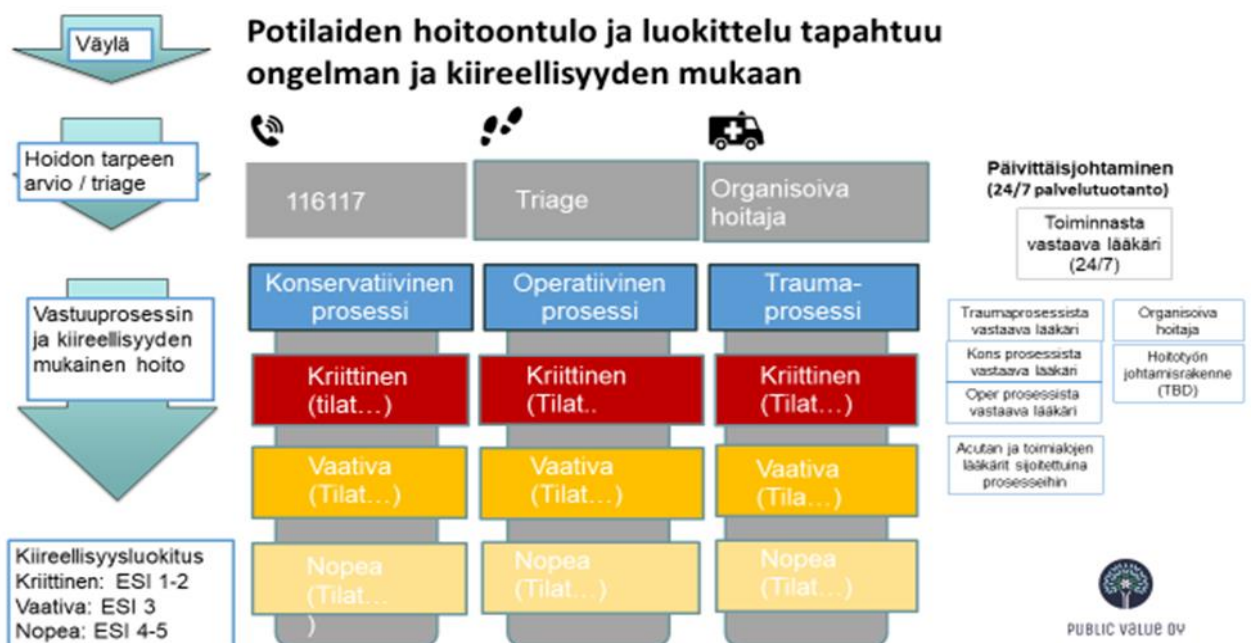 Väylä
Potilaiden hoitoontulo ja luokittelu tapahtuu
ongelman ja kiireellisyyden mukaan
Hoidon tarpeen
arvio / triage
116117
Triage
Organisoiva
hoitaja
Päivittäisjohtaminen
(24/7 palvelutuotanto)
Toiminnasta
vastaava lääkäri
(24/7)
Vastuuprosessin
ja kiireellisyyden
mukainen hoito
Konservatiivinen
prosessi
Operatiivinen
prosessi
Trauma-
prosessi
Kriittinen
(tilat…)
Kriittinen
(Tilat..
Kriittinen
(Tilat…)
Vaativa
(Tilat…)
Vaativa
(Tilat…)
Vaativa
(Tila…)
Nopea
(Tilat…
)
Nopea
(Tilat…)
Nopea
(Tilat…)
Traumaprosessista
vastaava lääkäri
Kons prosessista
vastaava lääkäri
Oper prosessista
vastaava lääkäri
Acutan ja toimialojen
lääkärit sijoitettuina
prosesseihin
Organisoiva
hoitaja
Hoitotyön
johtamisrakenne
(TBD)
Kiireellisyysluokitus
Kriittinen: ESI 1-2
Vaativa: ESI 3
Nopea: ESI 4-5
PUBLIC VALUE OY